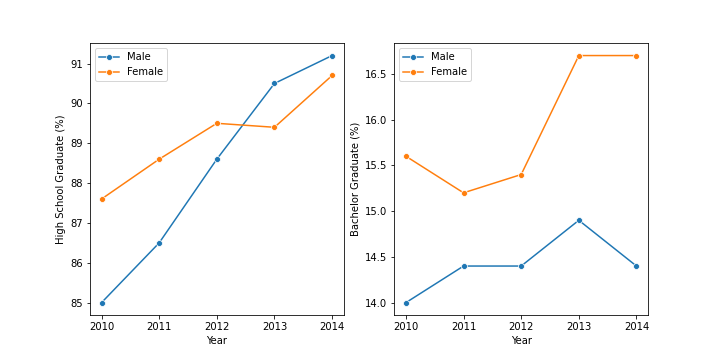 Male
Female
91
90
89
88
87
86
85
High School Graduate (%)
2010 2011 2012 2013 2014
Year
Male
Female
16.5
16.0
15.5
15.0
14.5
14.0
Bachelor Graduate (%)
2010 2011 2012 2013 2014
Year